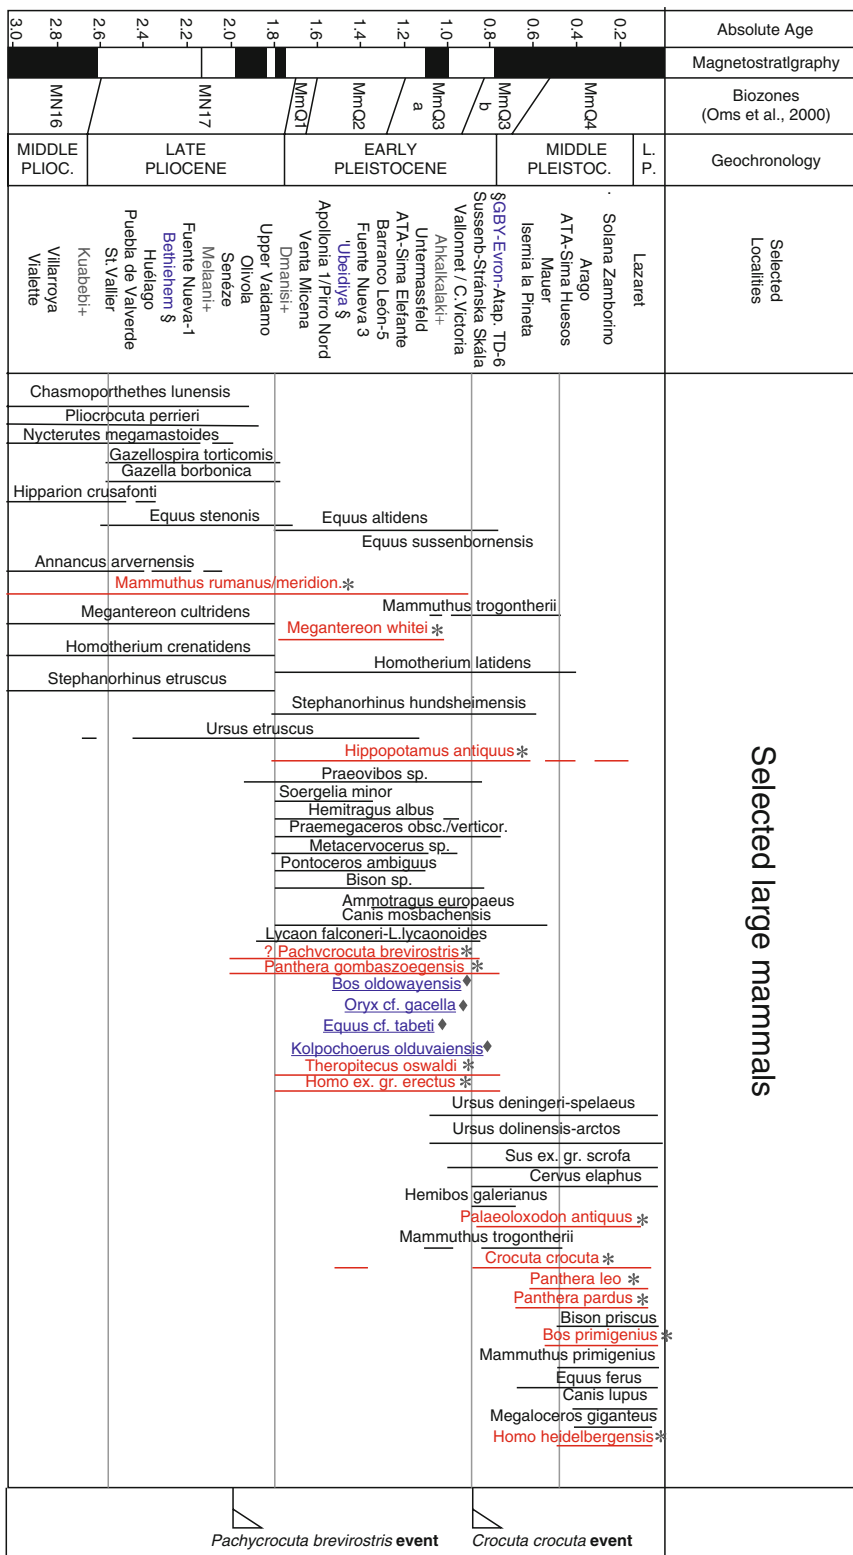 3.0 2.8 2.6 2.4 2.2 2.0 1.8 1.6 1.4 1.2 1.0 0.8 0.6 0.4 0.2
Absolute Age
Magnetostratlgraphy
MN16
MN17
MmQ1
MmQ2
MmQ3
a
MmQ3
b
MmQ4
Biozones
(Oms et al., 2000)
MIDDLE
PLIOC.
LATE
PLIOCENE
EARLY
PLEISTOCENE
MIDDLE
PLEISTOC.
L.
P.
Geochronology
Selected
Localities
Lazaret
Solana Zamborino
Arago
ATA-Sima Huesos
Mauer
Isernia la Pineta
§GBY-Evron-Atap. TD-6
Sussenb-Stránska Skála
Vallonnet / C.Victoria
Ahkalkalaki+
Untermassfeld
ATA-Sima Elefante
Barranco León-5
Fuente Nueva 3
'Ubeidiya §
Apollonia 1/Pirro Nord
Venta Micena
Dmanisi+
Upper Vaidamo
Olivola
Senéze
Melaani+
Fuente Nueva-1
Bethiehem §
Huélago
Puebla de Valverde
St.Vallier
Kuabebi+
Villarroya
Vialette
Selected large mammals
Chasmoporthethes lunensis
Pliocrocuta perrieri
Nycterutes megamastoides
Gazellospira torticomis
Gazella borbonica
Hipparion crusafonti
Equus stenonis
Equus altidens
Equus sussenbornensis
Annancus arvernensis
Mammuthus rumanus/meridion.*
Megantereon cultridens
Mammuthus trogontherii
Megantereon whitei *
Homotherium crenatidens
Homotherium latidens
Stephanorhinus etruscus
Stephanorhinus hundsheimensis
Ursus etruscus
Hippopotamus antiquus*
Praeovibos sp.
Soergelia minor
Hemitragus albus
Praemegaceros obsc./verticor.
Metacervocerus sp.
Pontoceros ambiguus
Bison sp.
Ammotragus europaeus
Canis mosbachensis
Lycaon falconeri-L.lycaonoides
? Pachycrocuta brevirostris*
Panthera gombaszoegensis *
Bos oldowayensis♦
Oryx cf. gacella ♦
Equus cf. tabeti ♦
Kolpochoerus olduvaiensis♦
Theropitecus oswaldi *
Homo ex. gr. erectus *
Ursus deningeri-spelaeus
Ursus dolinensis-arctos
Sus ex. gr. scrofa
Cervus elaphus
Hemibos galerianus
Palaeoloxodon antiquus *
Mammuthus trogontherii
Crocuta crocuta *
Panthera leo *
Panthera pardus *
Bison priscus
Bos primigenius *
Mammuthus primigenius
Equus ferus
Canis lupus
Megaloceros giganteus
Homo heidelbergensis*
Pachycrocuta brevirostris event
Crocuta crocuta event